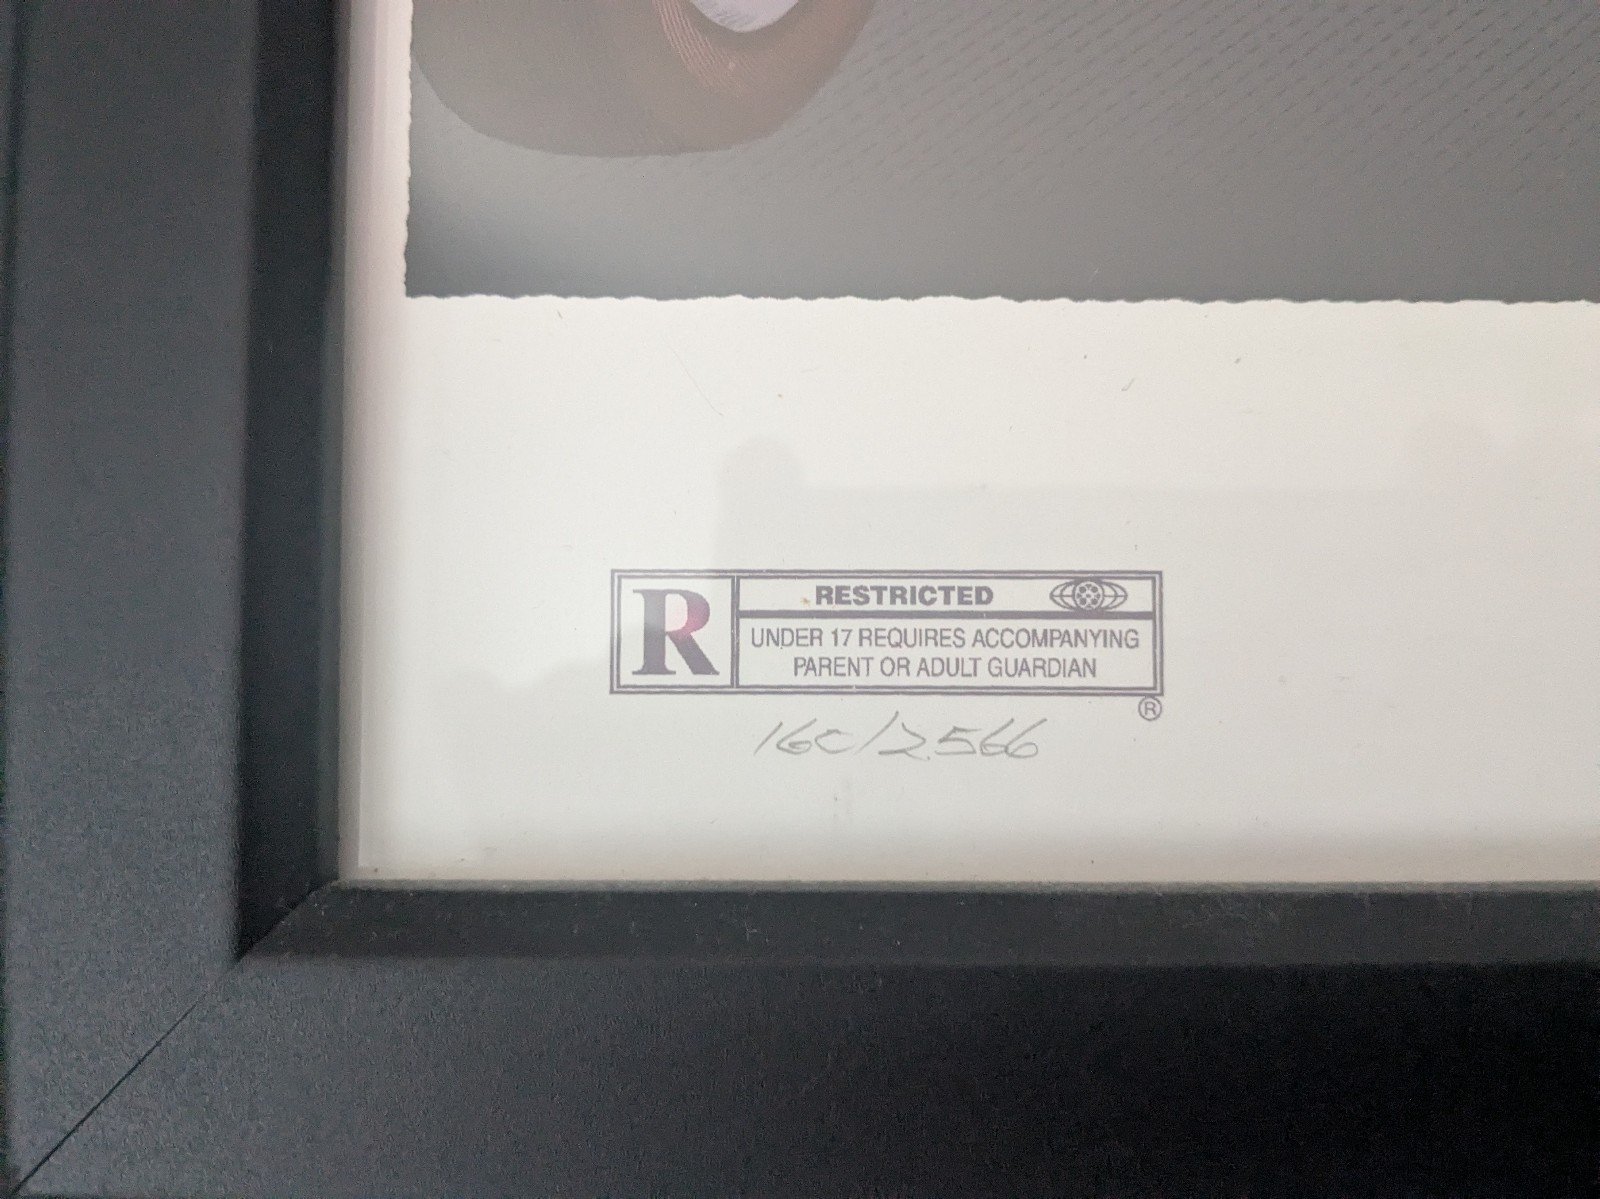 R
RESTRICTED
UNDER 17 REQUIRES ACCOMPANYING
PARENT OR ADULT GUARDIAN
®
160/2566